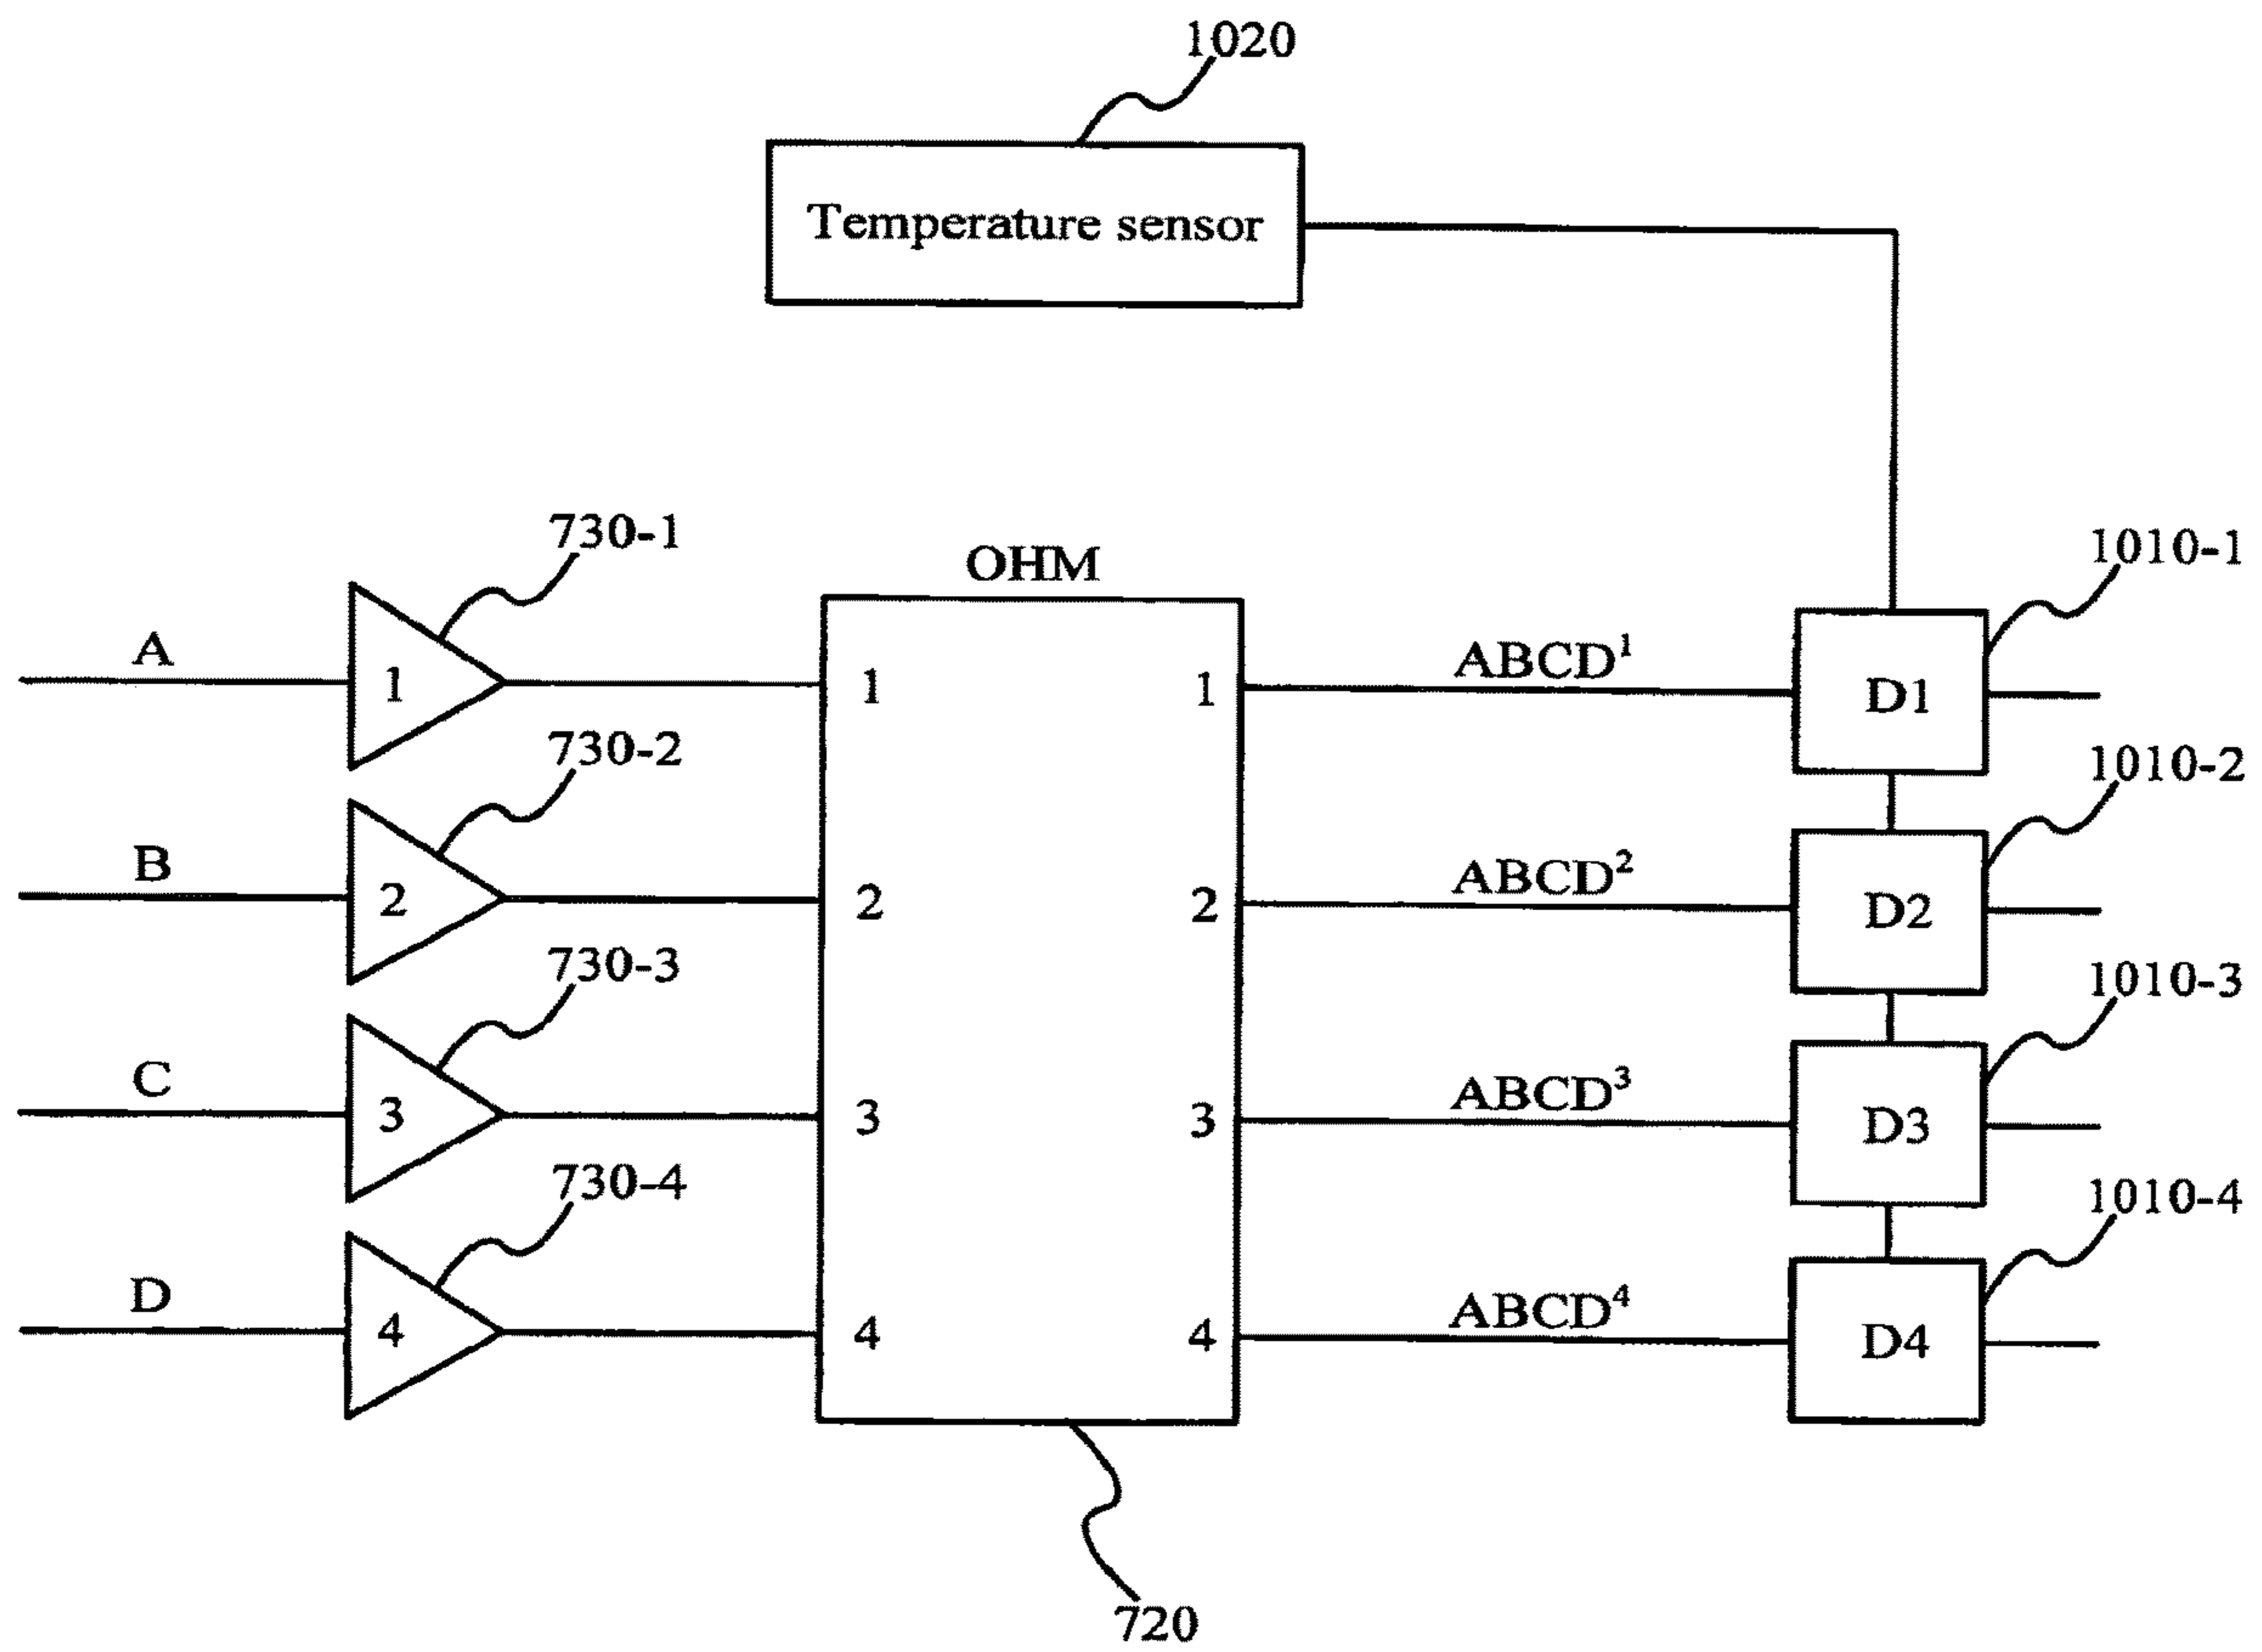 1020
Temperature sensor
730-1
OHM
1010-1
A
1
1
1
ABCD¹
D1
730-2
1010-2
B
2
2
2
ABCD²
D2
730-3
1010-3
C
3
3
3
ABCD³
D3
730-4
1010-4
D
4
4
4
ABCD⁴
D4
720